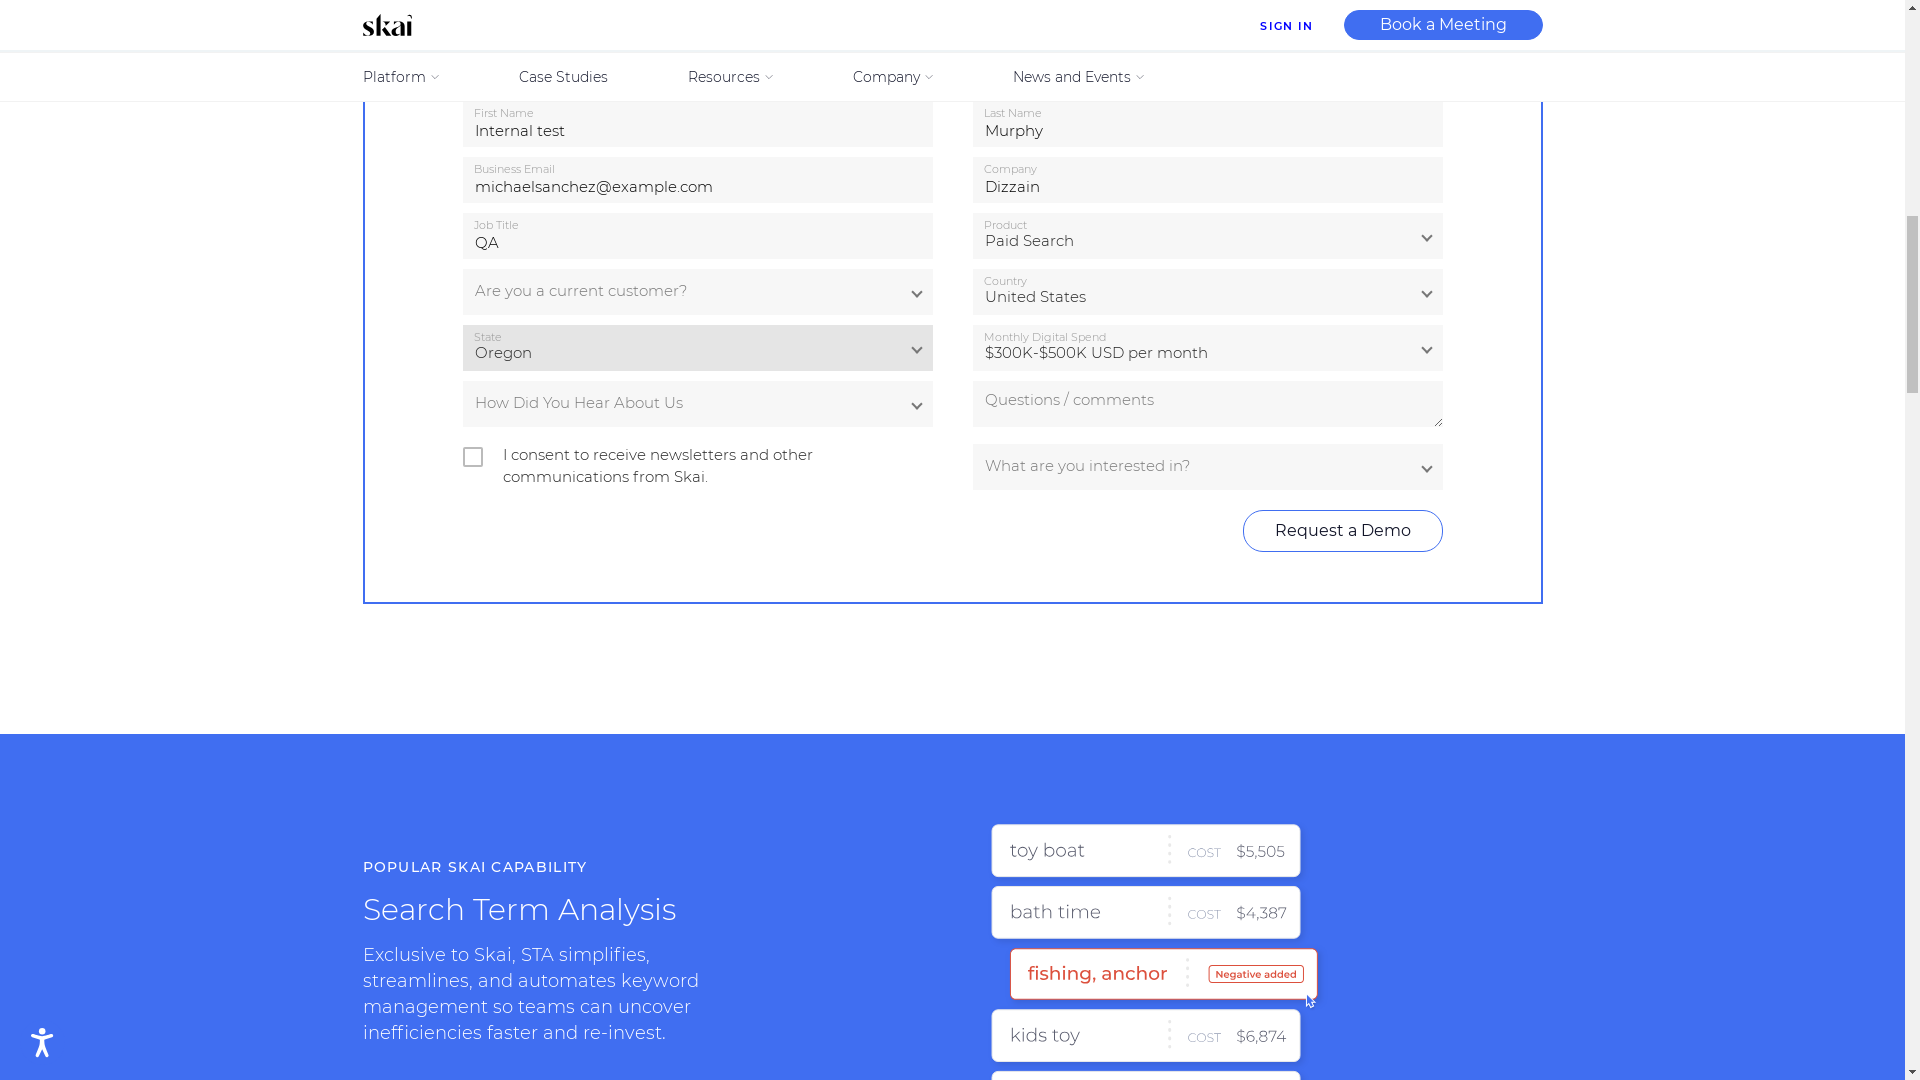 skai
SIGN IN
Book a Meeting
Platform
Case Studies
Resources
Company
News and Events
First Name
Internal test
Last Name
Murphy
Business Email
michaelsanchez@example.com
Company
Dizzain
Job Title
QA
Product
Paid Search
Are you a current customer?
Country
United States
State
Oregon
Monthly Digital Spend
$300K-$500K USD per month
How Did You Hear About Us
Questions / comments
I consent to receive newsletters and other
communications from Skai.
What are you interested in?
Request a Demo
POPULAR SKAI CAPABILITY
Search Term Analysis
Exclusive to Skai, STA simplifies,
streamlines, and automates keyword
management so teams can uncover
inefficiencies faster and re-invest.
toy boat COST $5,505
bath time COST $4,387
fishing, anchor Negative added
kids toy COST $6,874